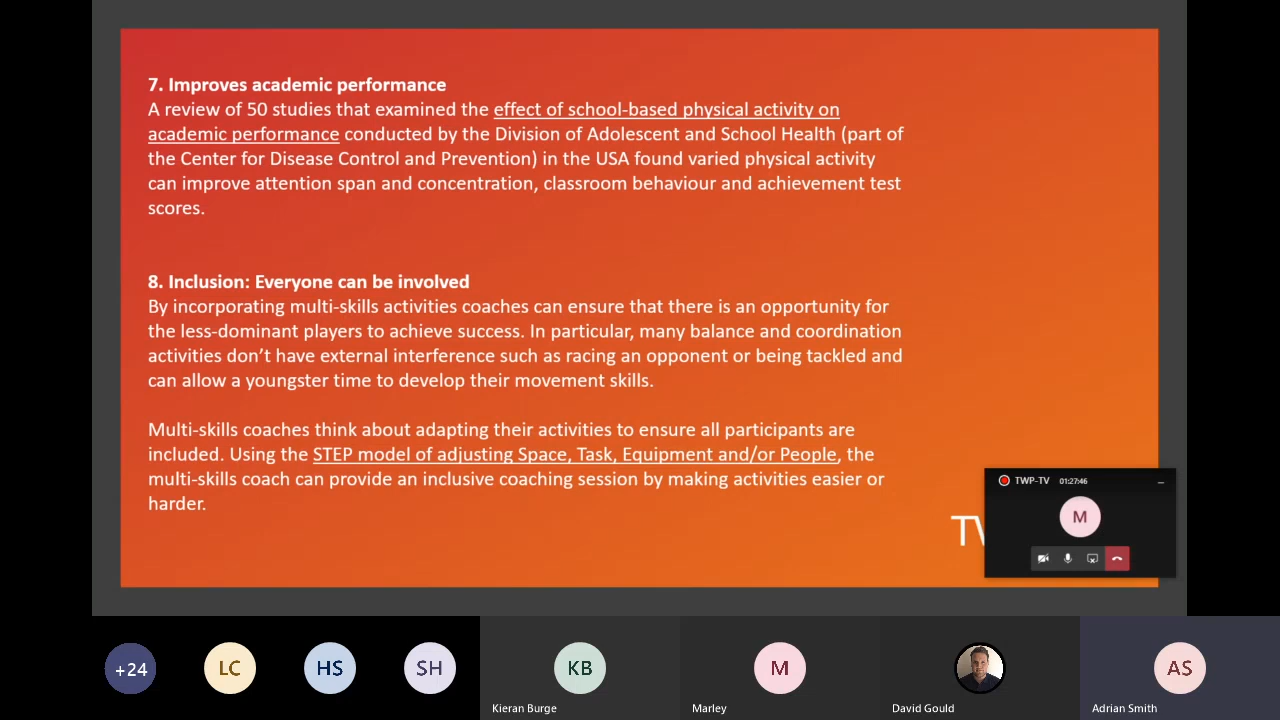 7. Improves academic performance
A review of 50 studies that examined the effect of school-based physical activity on
academic performance conducted by the Division of Adolescent and School Health (part of
the Center for Disease Control and Prevention) in the USA found varied physical activity
can improve attention span and concentration, classroom behaviour and achievement test
scores.
8. Inclusion: Everyone can be involved
By incorporating multi-skills activities coaches can ensure that there is an opportunity for
the less-dominant players to achieve success. In particular, many balance and coordination
activities don't have external interference such as racing an opponent or being tackled and
can allow a youngster time to develop their movement skills.
Multi-skills coaches think about adapting their activities to ensure all participants are
included. Using the STEP model of adjusting Space, Task, Equipment and/or People, the
multi-skills coach can provide an inclusive coaching session by making activities easier or
harder.
TWP-TV 01:27:46
M
+24
LC
HS
SH
KB
M
AS
Kieran Burge
Marley
David Gould
Adrian Smith